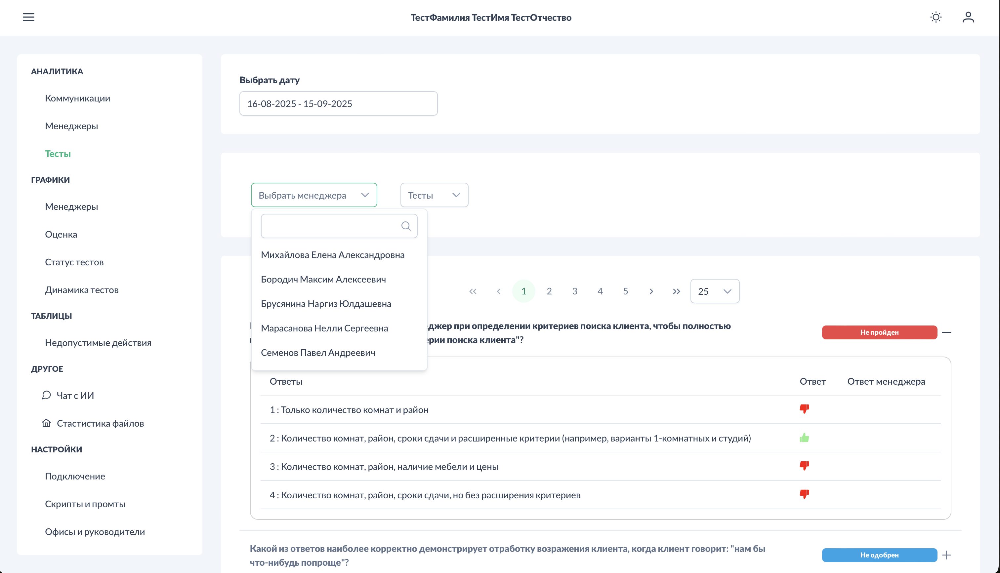 ТестФамилия ТестИмя ТестОтчество
АНАЛИТИКА
Коммуникации
Менеджеры
Тесты
ГРАФИКИ
Менеджеры
Оценка
Статус тестов
Динамика тестов
ТАБЛИЦЫ
Недопустимые действия
ДРУГОЕ
Чат с ИИ
Стастистика файлов
НАСТРОЙКИ
Подключение
Скрипты и промты
Офисы и руководители
Выбрать дату
16-08-2025 - 15-09-2025
Выбрать менеджера
Тесты
Михайлова Елена Александровна
Бородич Максим Алексеевич
Брусянина Наргиз Юлдашевна
Марасанова Нелли Сергеевна
Семенов Павел Андреевич
1 2 3 4 5
25
при определении критериев поиска клиента, чтобы полностью
поиска клиента"?
Не пройден
Ответы Ответ Ответ менеджера
1 : Только количество комнат и район
2 : Количество комнат, район, сроки сдачи и расширенные критерии (например, варианты 1-комнатных и студий)
3 : Количество комнат, район, наличие мебели и цены
4 : Количество комнат, район, сроки сдачи, но без расширения критериев
Какой из ответов наиболее корректно демонстрирует отработку возражения клиента, когда клиент говорит: "нам бы
что-нибудь попроще"?
Не одобрен